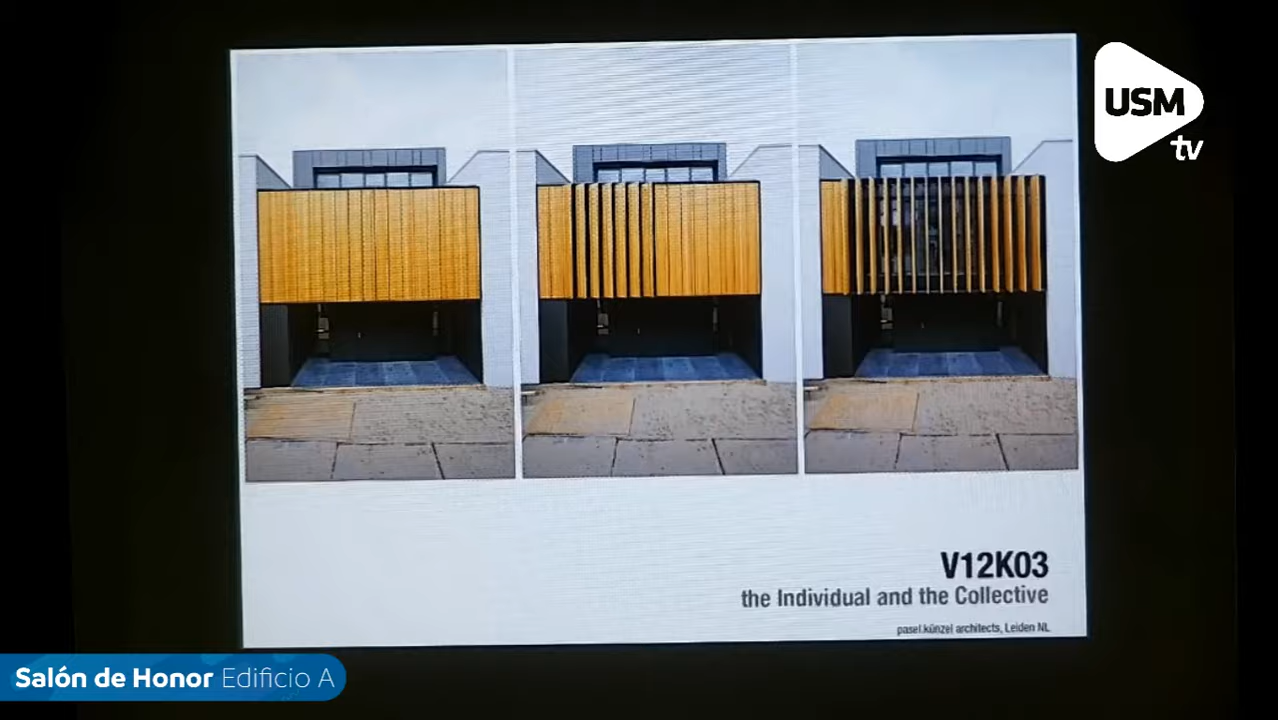 USM
tv
V12K03
the Individual and the Collective
pasel.künzel architects, Leiden NL
Salón de Honor Edificio A